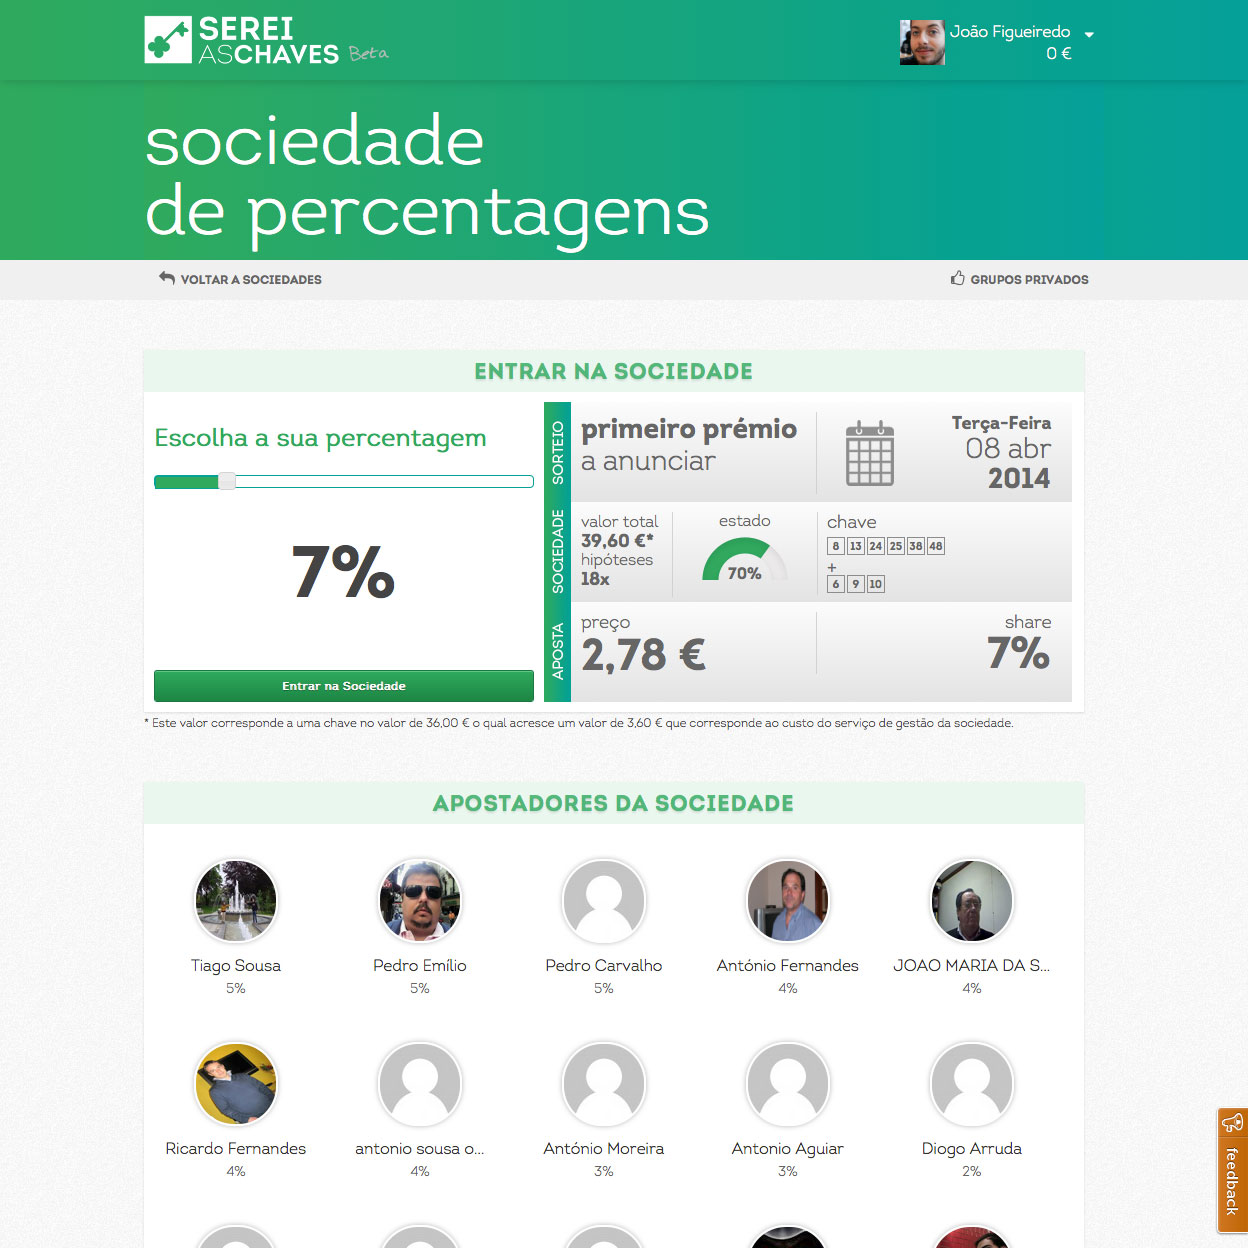 SEREI
ASCHAVES Beta
João Figueiredo
0 €
sociedade
de percentagens
VOLTAR A SOCIEDADES
GRUPOS PRIVADOS
ENTRAR NA SOCIEDADE
Escolha a sua percentagem
7%
Entrar na Sociedade
SORTEIO
primeiro prémio
a anunciar
Terça-Feira
08 abr
2014
SOCIEDADE
valor total
39,60 €*
hipóteses
18x
estado
70%
chave
8 13 24 25 38 48
+
6 9 10
APOSTA
preço
2,78 €
share
7%
* Este valor corresponde a uma chave no valor de 36,00 € o qual acresce um valor de 3,60 € que corresponde ao custo do serviço de gestão da sociedade.
APOSTADORES DA SOCIEDADE
Tiago Sousa
5%
Pedro Emílio
5%
Pedro Carvalho
5%
António Fernandes
4%
JOAO MARIA DA S...
4%
Ricardo Fernandes
4%
antonio sousa o...
4%
António Moreira
3%
Antonio Aguiar
3%
Diogo Arruda
2%
feedback